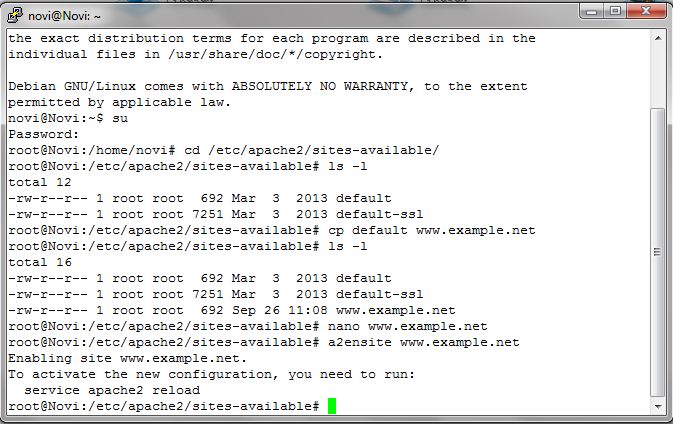 novi@Novi: ~
the exact distribution terms for each program are described in the
individual files in /usr/share/doc/*/copyright.
Debian GNU/Linux comes with ABSOLUTELY NO WARRANTY, to the extent
permitted by applicable law.
novi@Novi:~$ su
Password:
root@Novi:/home/novi# cd /etc/apache2/sites-available/
root@Novi:/etc/apache2/sites-available# ls -l
total 12
-rw-r--r-- 1 root root  692 Mar  3  2013 default
-rw-r--r-- 1 root root 7251 Mar  3  2013 default-ssl
root@Novi:/etc/apache2/sites-available# cp default www.example.net
root@Novi:/etc/apache2/sites-available# ls -l
total 16
-rw-r--r-- 1 root root  692 Mar  3  2013 default
-rw-r--r-- 1 root root 7251 Mar  3  2013 default-ssl
-rw-r--r-- 1 root root  692 Sep 26 11:08 www.example.net
root@Novi:/etc/apache2/sites-available# nano www.example.net
root@Novi:/etc/apache2/sites-available# a2ensite www.example.net
Enabling site www.example.net.
To activate the new configuration, you need to run:
  service apache2 reload
root@Novi:/etc/apache2/sites-available#